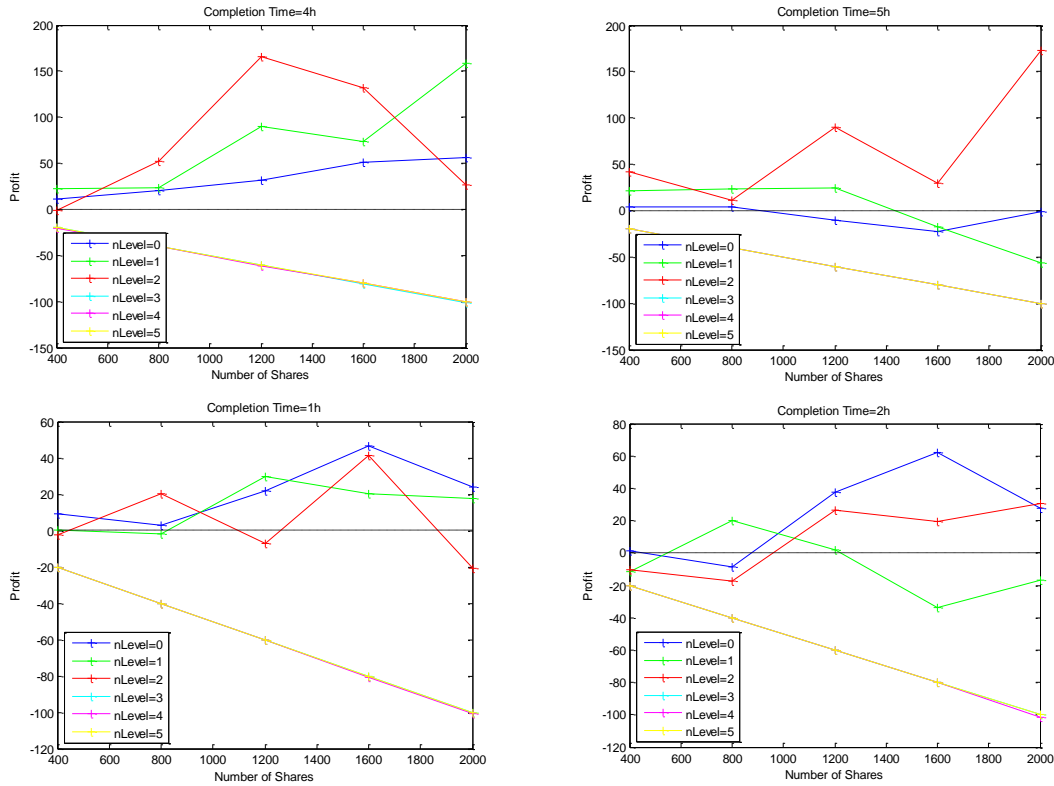 Completion Time=4h
200
150
100
50
0
-50
-100
-150
Profit
nLevel=0
nLevel=1
nLevel=2
nLevel=3
nLevel=4
nLevel=5
400 600 800 1000 1200 1400 1600 1800 2000
Number of Shares
Completion Time=5h
200
150
100
50
0
-50
-100
-150
Profit
nLevel=0
nLevel=1
nLevel=2
nLevel=3
nLevel=4
nLevel=5
400 600 800 1000 1200 1400 1600 1800 2000
Number of Shares
Completion Time=1h
60
40
20
0
-20
-40
-60
-80
-100
-120
Profit
nLevel=0
nLevel=1
nLevel=2
nLevel=3
nLevel=4
nLevel=5
400 600 800 1000 1200 1400 1600 1800 2000
Number of Shares
Completion Time=2h
80
60
40
20
0
-20
-40
-60
-80
-100
-120
Profit
nLevel=0
nLevel=1
nLevel=2
nLevel=3
nLevel=4
nLevel=5
400 600 800 1000 1200 1400 1600 1800 2000
Number of Shares